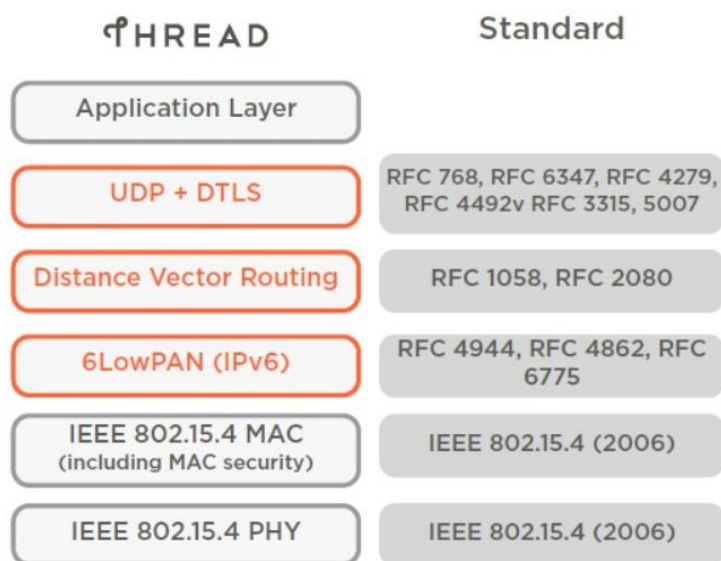 THREAD
Standard
Application Layer
UDP + DTLS
RFC 768, RFC 6347, RFC 4279,
RFC 4492v RFC 3315, 5007
Distance Vector Routing
RFC 1058, RFC 2080
6LowPAN (IPv6)
RFC 4944, RFC 4862, RFC
6775
IEEE 802.15.4 MAC
(including MAC security)
IEEE 802.15.4 (2006)
IEEE 802.15.4 PHY
IEEE 802.15.4 (2006)